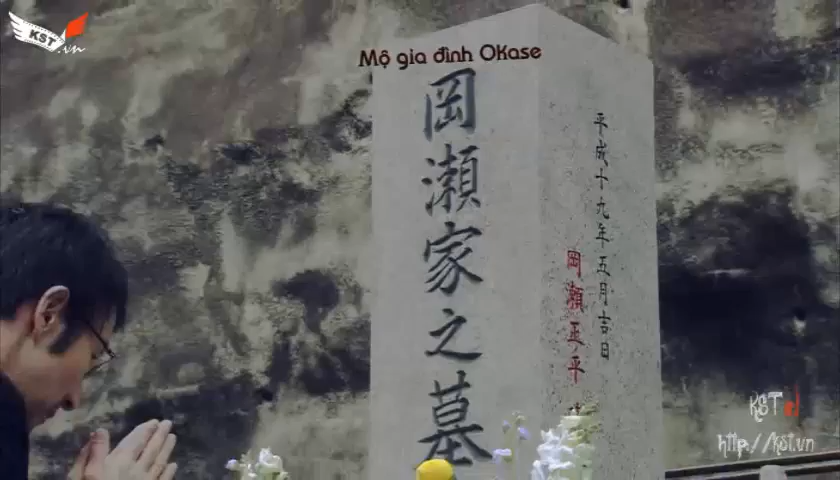 KST.vn
Mộ gia đình OKase
岡瀬家之墓
平成十九年五月吉日
岡瀬正平
KST el
http://kst.vn